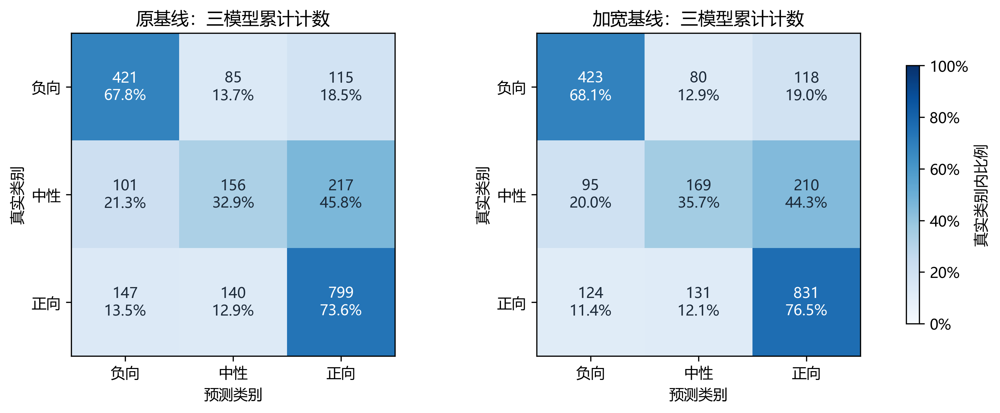 原基线：三模型累计计数
真实类别
负向
421
67.8%
85
13.7%
115
18.5%
中性
101
21.3%
156
32.9%
217
45.8%
正向
147
13.5%
140
12.9%
799
73.6%
负向
中性
正向
预测类别
加宽基线：三模型累计计数
真实类别
负向
423
68.1%
80
12.9%
118
19.0%
中性
95
20.0%
169
35.7%
210
44.3%
正向
124
11.4%
131
12.1%
831
76.5%
负向
中性
正向
预测类别
100%
80%
60%
40%
20%
0%
真实类别内比例